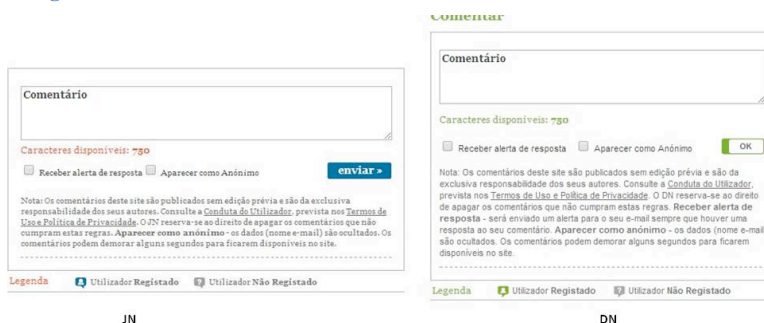 Comentário
Caracteres disponíveis: 750
Receber alerta de resposta Aparecer como Anónimo
enviar »
Nota: Os comentários deste site são publicados sem edição prévia e são da exclusiva
responsabilidade dos seus autores. Consulte a Conduta do Utilizador, prevista nos Termos de
Uso e Política de Privacidade. O JN reserva-se ao direito de apagar os comentários que não
cumpram estas regras. Aparecer como anónimo - os dados (nome e-mail) são ocultados. Os
comentários podem demorar alguns segundos para ficarem disponíveis no site.
Legenda Utilizador Registado Utilizador Não Registado
JN
Comentar
Comentário
Caracteres disponíveis: 750
Receber alerta de resposta Aparecer como Anónimo
OK
Nota: Os comentários deste site são publicados sem edição prévia e são da
exclusiva responsabilidade dos seus autores. Consulte a Conduta do Utilizador,
prevista nos Termos de Uso e Política de Privacidade. O DN reserva-se ao direito
de apagar os comentários que não cumpram estas regras. Receber alerta de
resposta - será enviado um alerta para o seu e-mail sempre que houver uma
resposta ao seu comentário. Aparecer como anónimo - os dados (nome e-mail)
são ocultados. Os comentários podem demorar alguns segundos para ficarem
disponíveis no site.
Legenda Utilizador Registado Utilizador Não Registado
DN